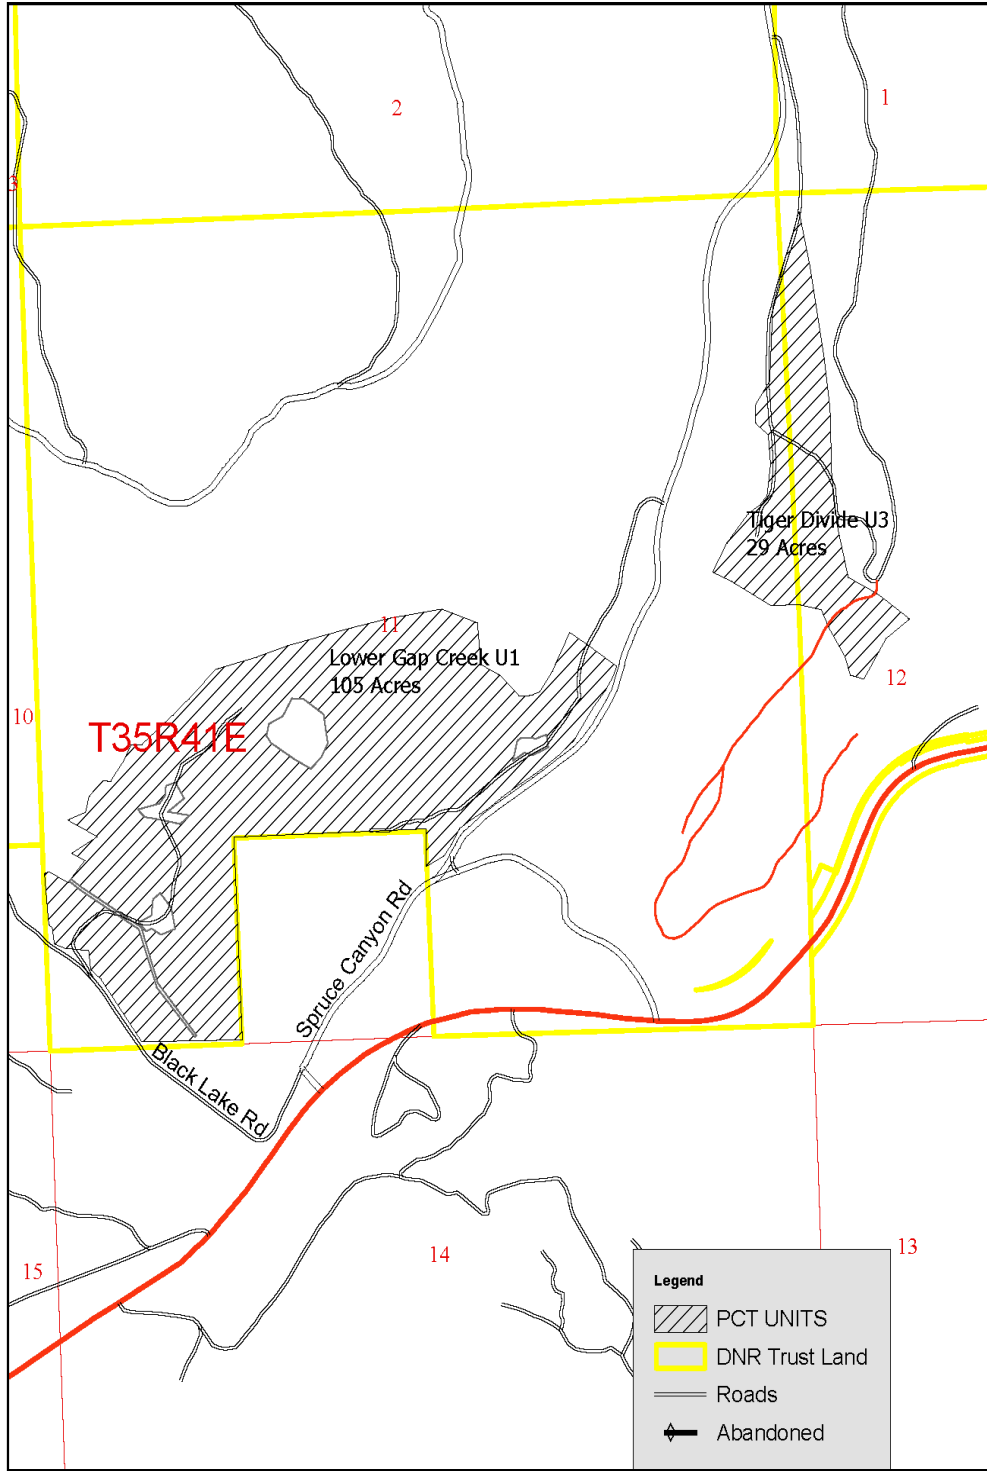 2
1
3
Tiger Divide U3
29 Acres
11
Lower Gap Creek U1
105 Acres
12
10
T35R41E
Spruce Canyon Rd
Black Lake Rd
14
13
15
Legend
PCT UNITS
DNR Trust Land
Roads
Abandoned